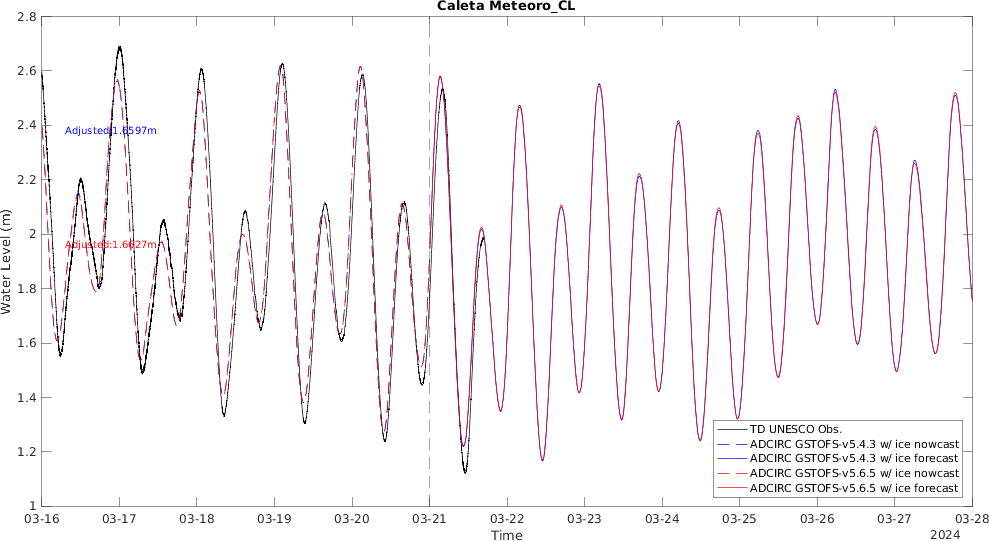 Caleta Meteoro_CL
2.8
2.6
2.4
2.2
2
1.8
1.6
1.4
1.2
1
Water Level (m)
Adjusted:1.6597m
Adjusted:1.6627m
TD UNESCO Obs.
ADCIRC GSTOFS-v5.4.3 w/ ice nowcast
ADCIRC GSTOFS-v5.4.3 w/ ice forecast
ADCIRC GSTOFS-v5.6.5 w/ ice nowcast
ADCIRC GSTOFS-v5.6.5 w/ ice forecast
03-16 03-17 03-18 03-19 03-20 03-21 03-22 03-23 03-24 03-25 03-26 03-27 03-28
Time
2024